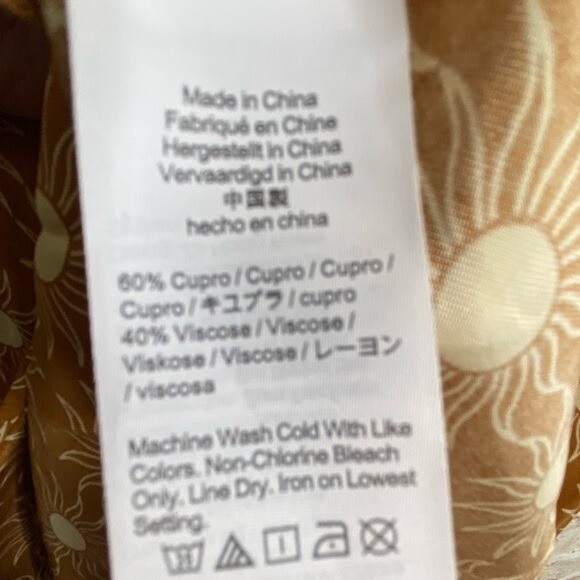 Made in China
Fabriqué en Chine
Hergestellt in China
Vervaardigd in China
中国製
hecho en china
60% Cupro / Cupro / Cupro /
Cupro / キュプラ / cupro
40% Viscose / Viscose /
Viskose / Viscose / レーヨン
/ viscosa
Machine Wash Cold With Like
Colors. Non-Chlorine Bleach
Only. Line Dry. Iron on Lowest
Setting.